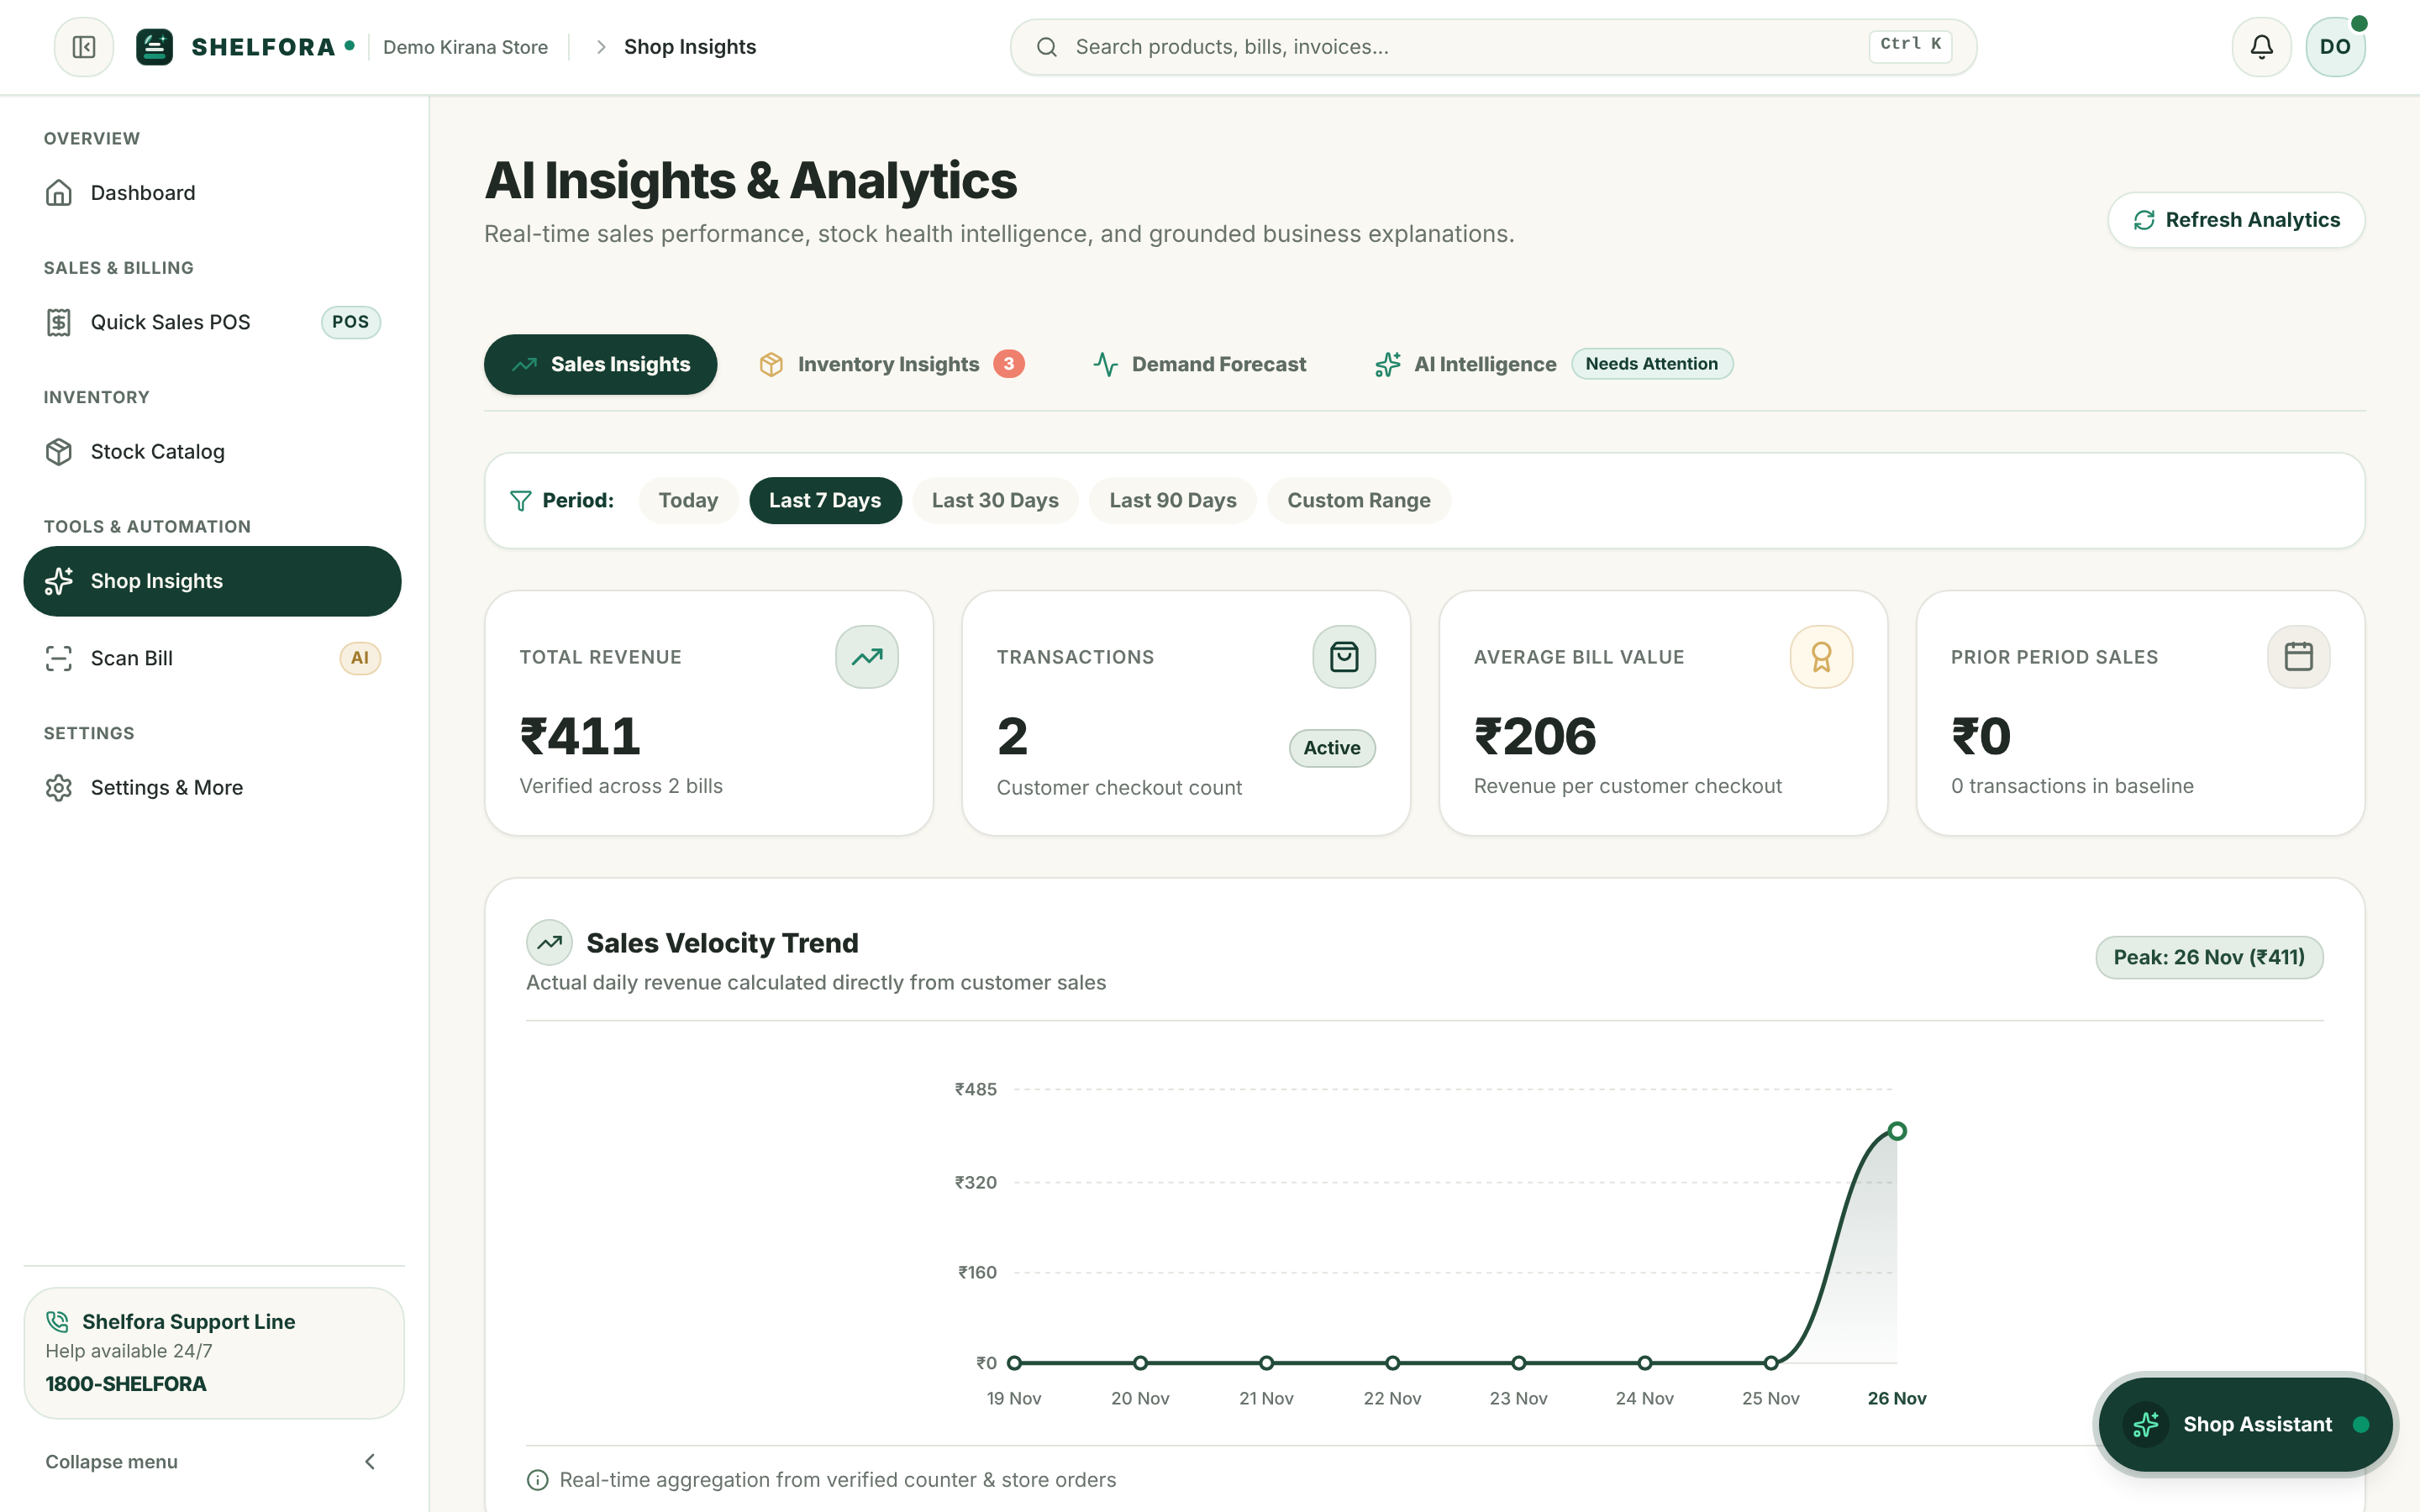 SHELFORA
Demo Kirana Store
Shop Insights
Search products, bills, invoices...
Ctrl K
DO
OVERVIEW
Dashboard
SALES & BILLING
Quick Sales POS
POS
INVENTORY
Stock Catalog
TOOLS & AUTOMATION
Shop Insights
Scan Bill
AI
SETTINGS
Settings & More
Shelfora Support Line
Help available 24/7
1800-SHELFORA
Collapse menu
AI Insights & Analytics
Real-time sales performance, stock health intelligence, and grounded business explanations.
Refresh Analytics
Sales Insights
Inventory Insights
3
Demand Forecast
AI Intelligence
Needs Attention
Period:
Today
Last 7 Days
Last 30 Days
Last 90 Days
Custom Range
TOTAL REVENUE
₹411
Verified across 2 bills
TRANSACTIONS
2
Active
Customer checkout count
AVERAGE BILL VALUE
₹206
Revenue per customer checkout
PRIOR PERIOD SALES
₹0
0 transactions in baseline
Sales Velocity Trend
Actual daily revenue calculated directly from customer sales
Peak: 26 Nov (₹411)
₹485
₹320
₹160
₹0
19 Nov
20 Nov
21 Nov
22 Nov
23 Nov
24 Nov
25 Nov
26 Nov
Real-time aggregation from verified counter & store orders
Shop Assistant